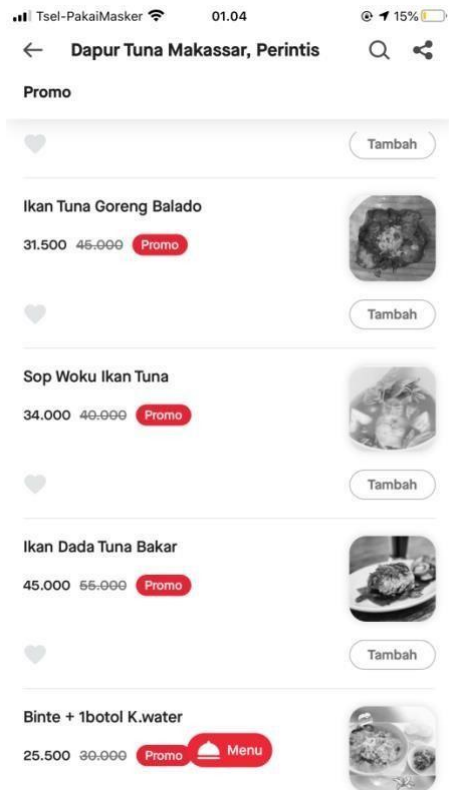 Tsel-PakaiMasker 01.04 15%
Dapur Tuna Makassar, Perintis
Promo
Tambah
Ikan Tuna Goreng Balado
31.500 45.000 Promo
Tambah
Sop Woku Ikan Tuna
34.000 40.000 Promo
Tambah
Ikan Dada Tuna Bakar
45.000 55.000 Promo
Tambah
Binte + 1botol K.water
25.500 30.000 Promo Menu